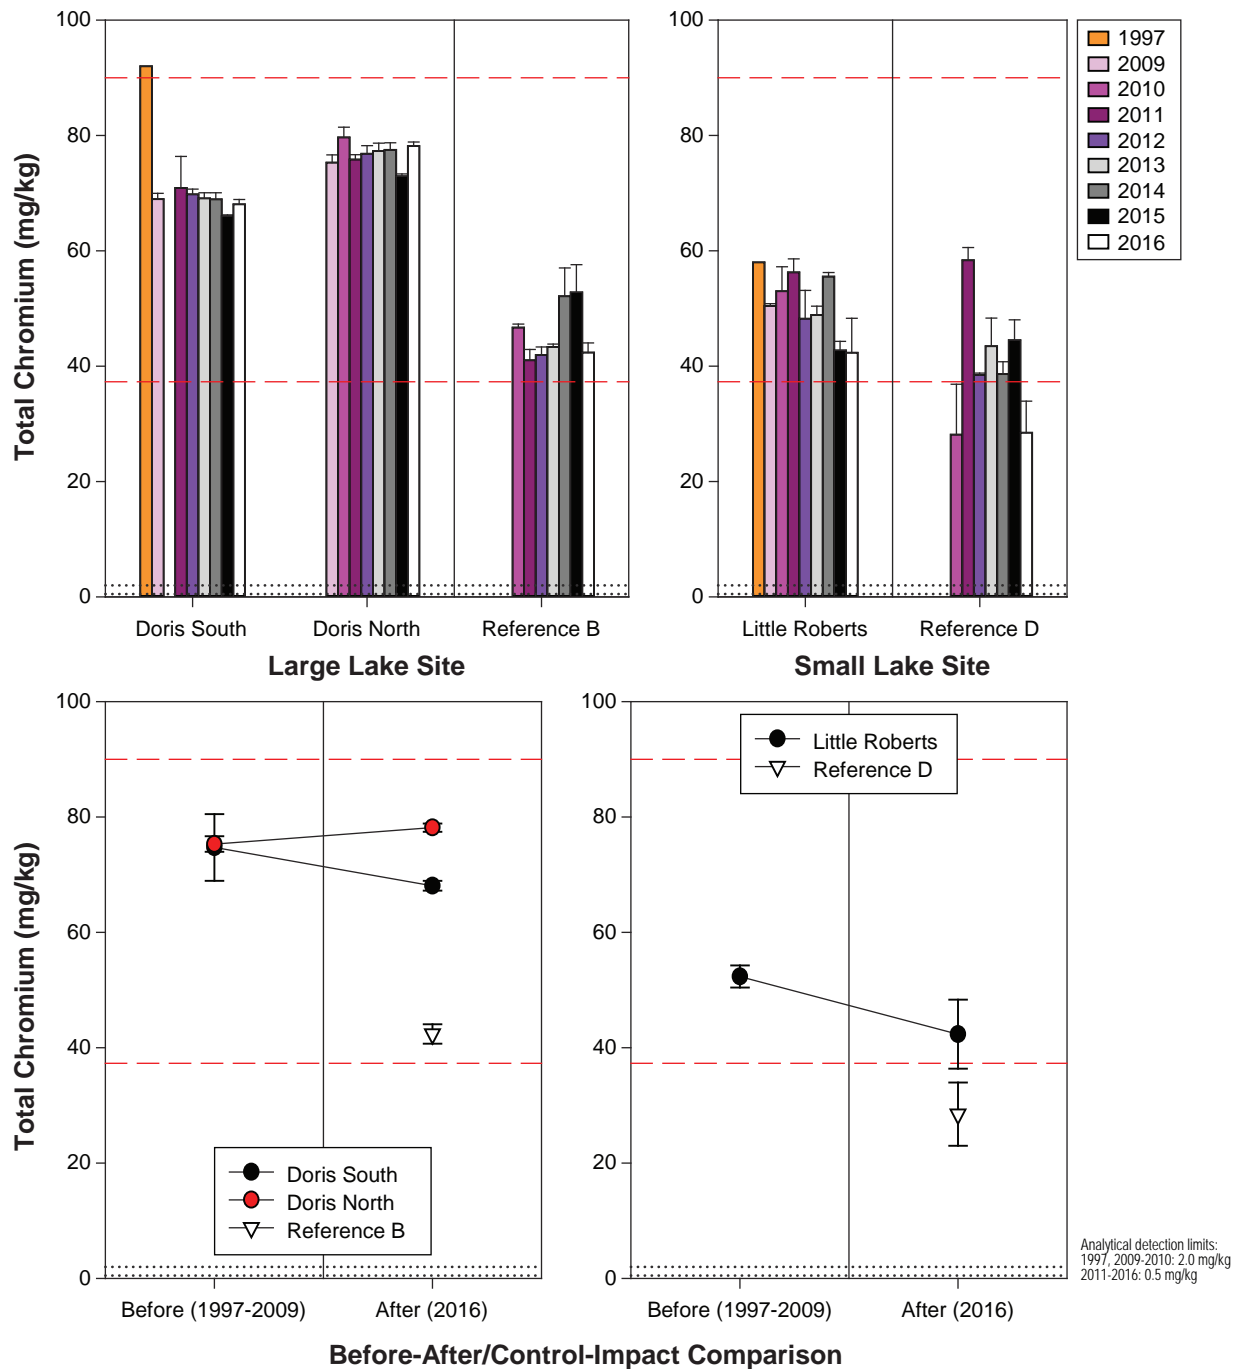 100
80
60
40
20
0
Total Chromium (mg/kg)
Doris South
Doris North
Reference B
Large Lake Site
100
80
60
40
20
0
Little Roberts
Reference D
Small Lake Site
1997
2009
2010
2011
2012
2013
2014
2015
2016
100
80
60
40
20
0
Total Chromium (mg/kg)
Doris South
Doris North
Reference B
Before (1997-2009)
After (2016)
100
80
60
40
20
0
Little Roberts
Reference D
Before (1997-2009)
After (2016)
Analytical detection limits:
1997, 2009-2010: 2.0 mg/kg
2011-2016: 0.5 mg/kg
Before-After/Control-Impact Comparison